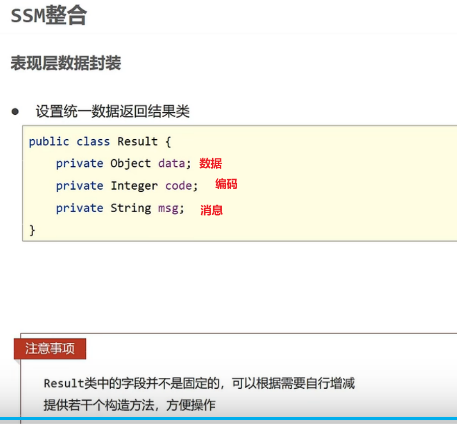 SSM整合
表现层数据封装
● 设置统一数据返回结果类
public class Result {
private Object data; 数据
private Integer code; 编码
private String msg; 消息
}
注意事项
Result类中的字段并不是固定的，可以根据需要自行增减
提供若干个构造方法，方便操作